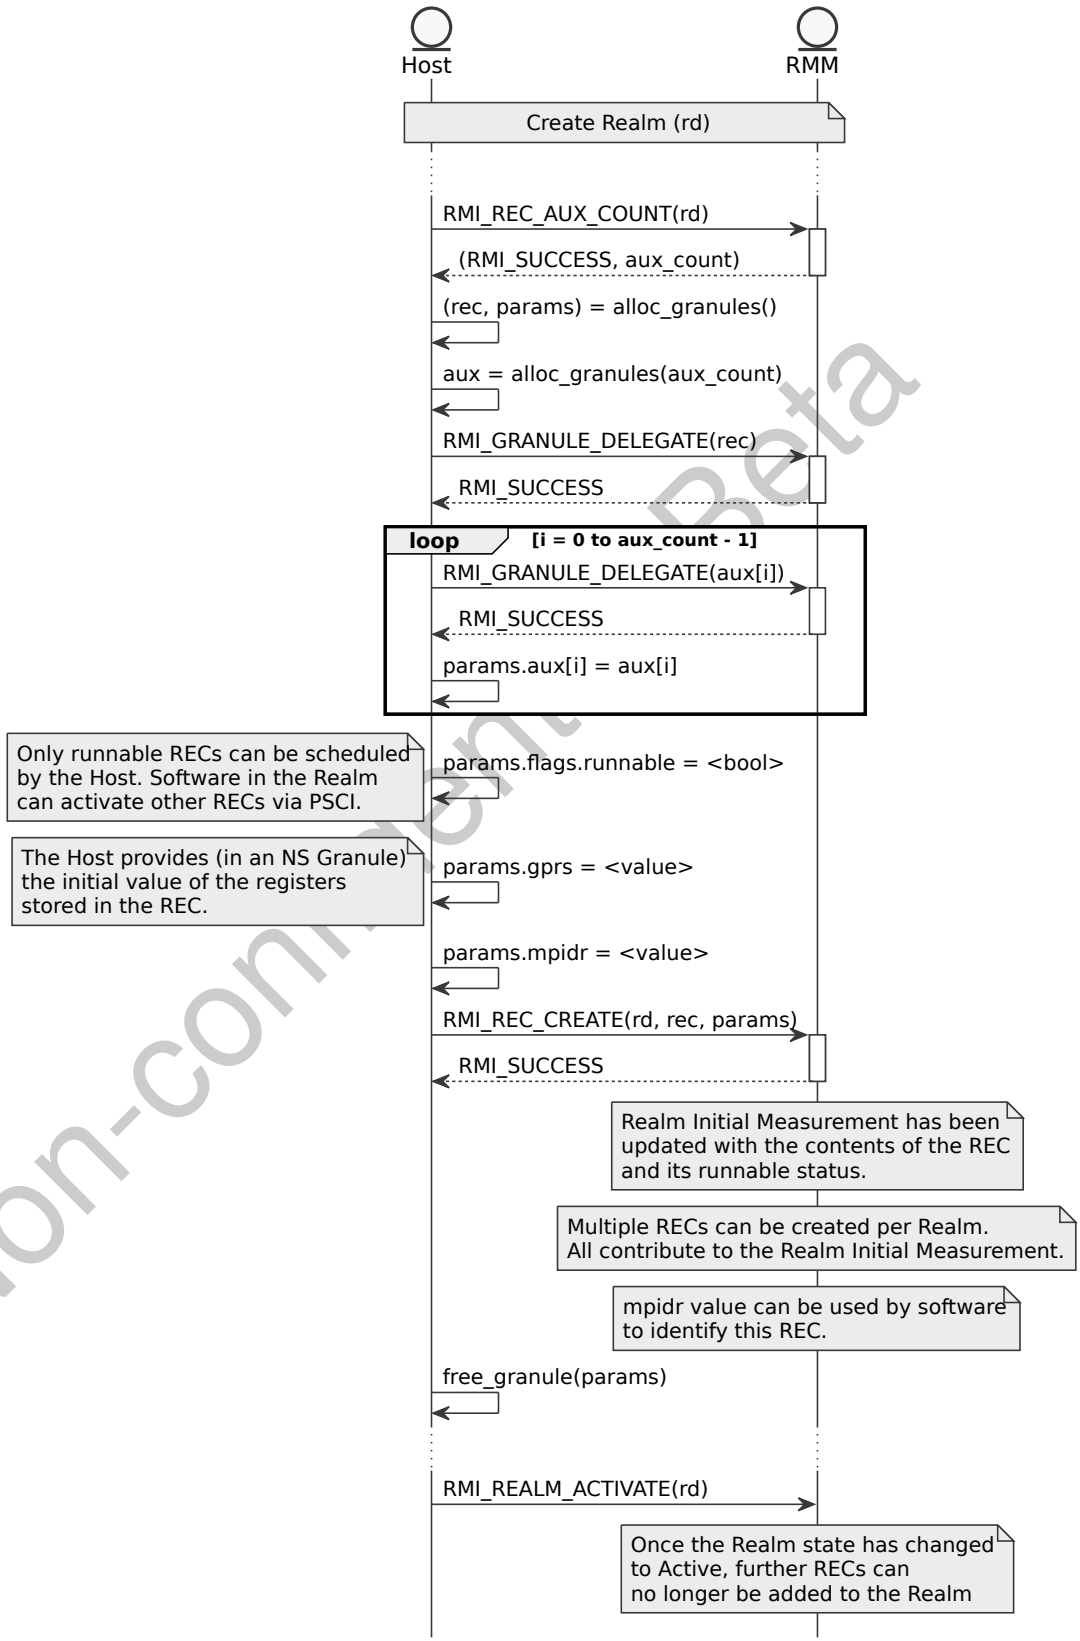 Host
RMM
Create Realm (rd)
RMI_REC_AUX_COUNT(rd)
(RMI_SUCCESS, aux_count)
(rec, params) = alloc_granules()
aux = alloc_granules(aux_count)
RMI_GRANULE_DELEGATE(rec)
RMI_SUCCESS
loop
[i = 0 to aux_count - 1]
RMI_GRANULE_DELEGATE(aux[i])
RMI_SUCCESS
params.aux[i] = aux[i]
Only runnable RECs can be scheduled
by the Host. Software in the Realm
can activate other RECs via PSCI.
params.flags.runnable = <bool>
The Host provides (in an NS Granule)
the initial value of the registers
stored in the REC.
params.gprs = <value>
params.mpidr = <value>
RMI_REC_CREATE(rd, rec, params)
RMI_SUCCESS
Realm Initial Measurement has been
updated with the contents of the REC
and its runnable status.
Multiple RECs can be created per Realm.
All contribute to the Realm Initial Measurement.
mpidr value can be used by software
to identify this REC.
free_granule(params)
RMI_REALM_ACTIVATE(rd)
Once the Realm state has changed
to Active, further RECs can
no longer be added to the Realm
Beta